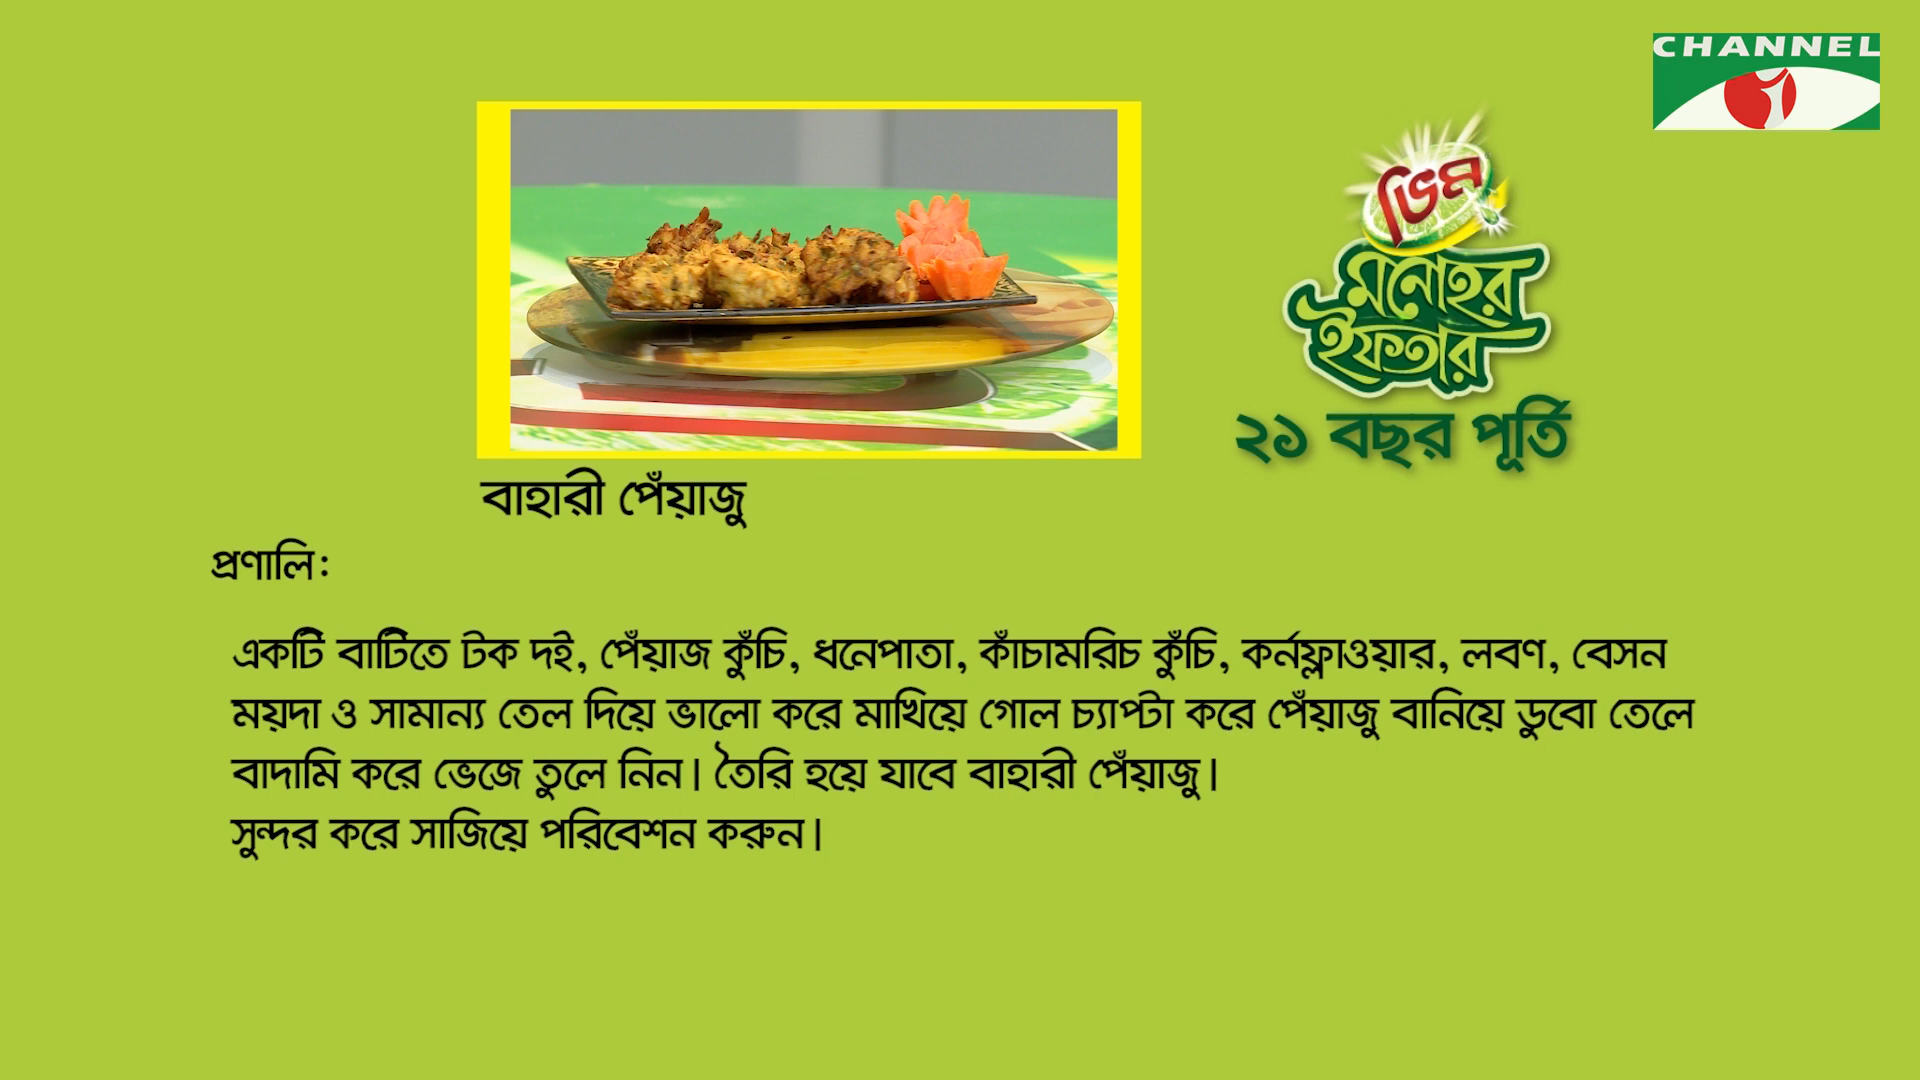 CHANNEL
i
ভিম
মনোহর
ইফতার
২১ বছর পূর্তি
বাহারী পেঁয়াজু
প্রণালি:
একটি বাটিতে টক দই, পেঁয়াজ কুঁচি, ধনেপাতা, কাঁচামরিচ কুঁচি, কর্নফ্লাওয়ার, লবণ, বেসন
ময়দা ও সামান্য তেল দিয়ে ভালো করে মাখিয়ে গোল চ্যাপ্টা করে পেঁয়াজু বানিয়ে ডুবো তেলে
বাদামি করে ভেজে তুলে নিন। তৈরি হয়ে যাবে বাহারী পেঁয়াজু।
সুন্দর করে সাজিয়ে পরিবেশন করুন।